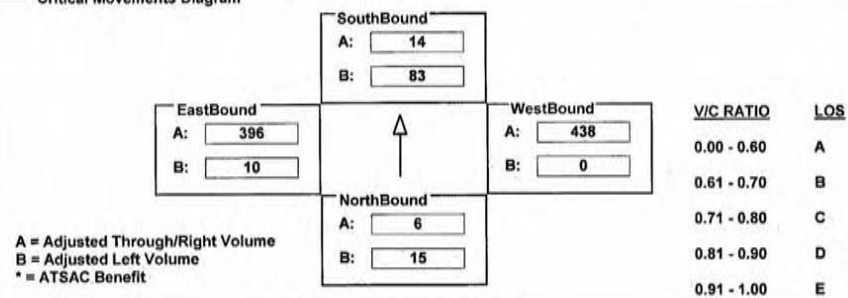 Critical Movements Diagram
SouthBound
A: 14
B: 83
EastBound
A: 396
B: 10
WestBound
A: 438
B: 0
NorthBound
A: 6
B: 15
A = Adjusted Through/Right Volume
B = Adjusted Left Volume
* = ATSAC Benefit
V/C RATIO LOS
0.00 - 0.60 A
0.61 - 0.70 B
0.71 - 0.80 C
0.81 - 0.90 D
0.91 - 1.00 E